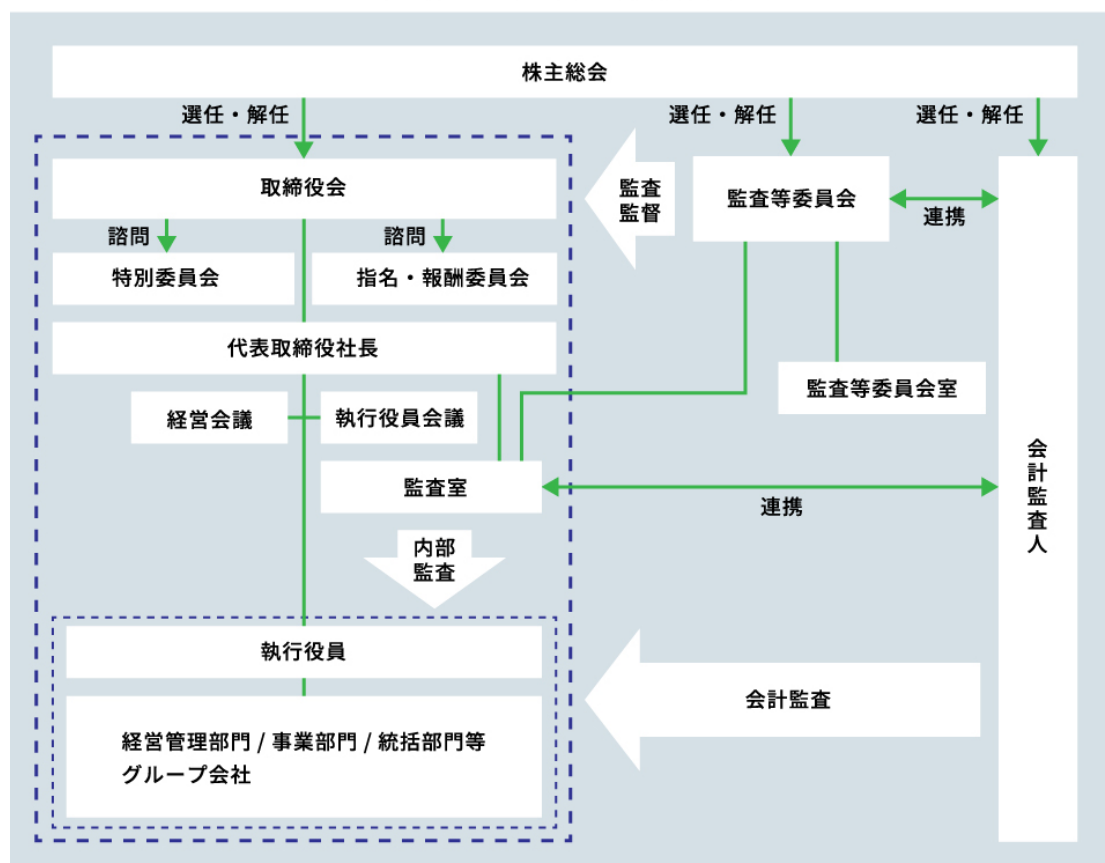 株主総会
選任・解任
選任・解任
選任・解任
取締役会
監査
監督
監査等委員会
連携
諮問
諮問
特別委員会
指名・報酬委員会
代表取締役社長
経営会議
執行役員会議
監査等委員会室
監査室
連携
会計監査人
内部
監査
執行役員
会計監査
経営管理部門 / 事業部門 / 統括部門等
グループ会社